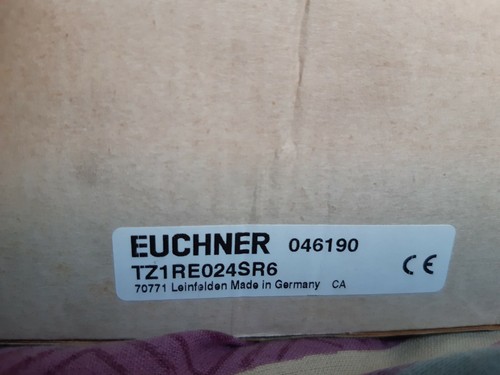 EUCHNER 046190
TZ1RE024SR6
70771 Leinfelden Made in Germany CA
CE